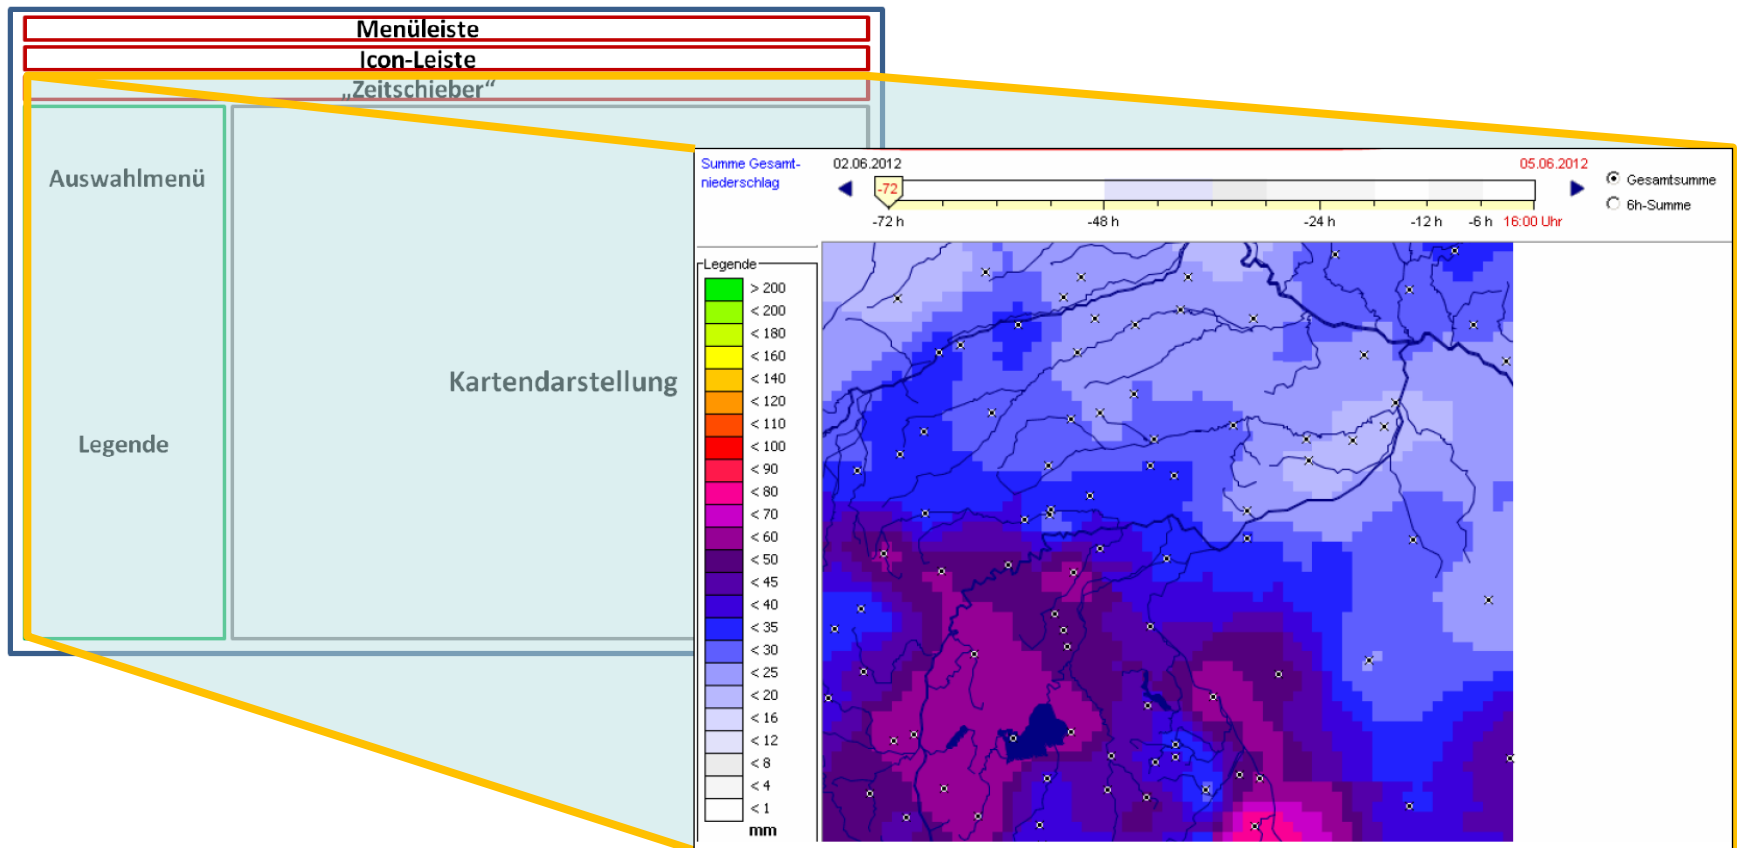 Menüleiste
Icon-Leiste
„Zeitschieber“
Auswahlmenü
Kartendarstellung
Legende
Summe Gesamt-
niederschlag
02.06.2012
05.06.2012
-72
-72 h
-48 h
-24 h
-12 h
-6 h
16:00 Uhr
Gesamtsumme
6h-Summe
Legende
> 200
< 200
< 180
< 160
< 140
< 120
< 110
< 100
< 90
< 80
< 70
< 60
< 50
< 45
< 40
< 35
< 30
< 25
< 20
< 16
< 12
< 8
< 4
< 1
mm